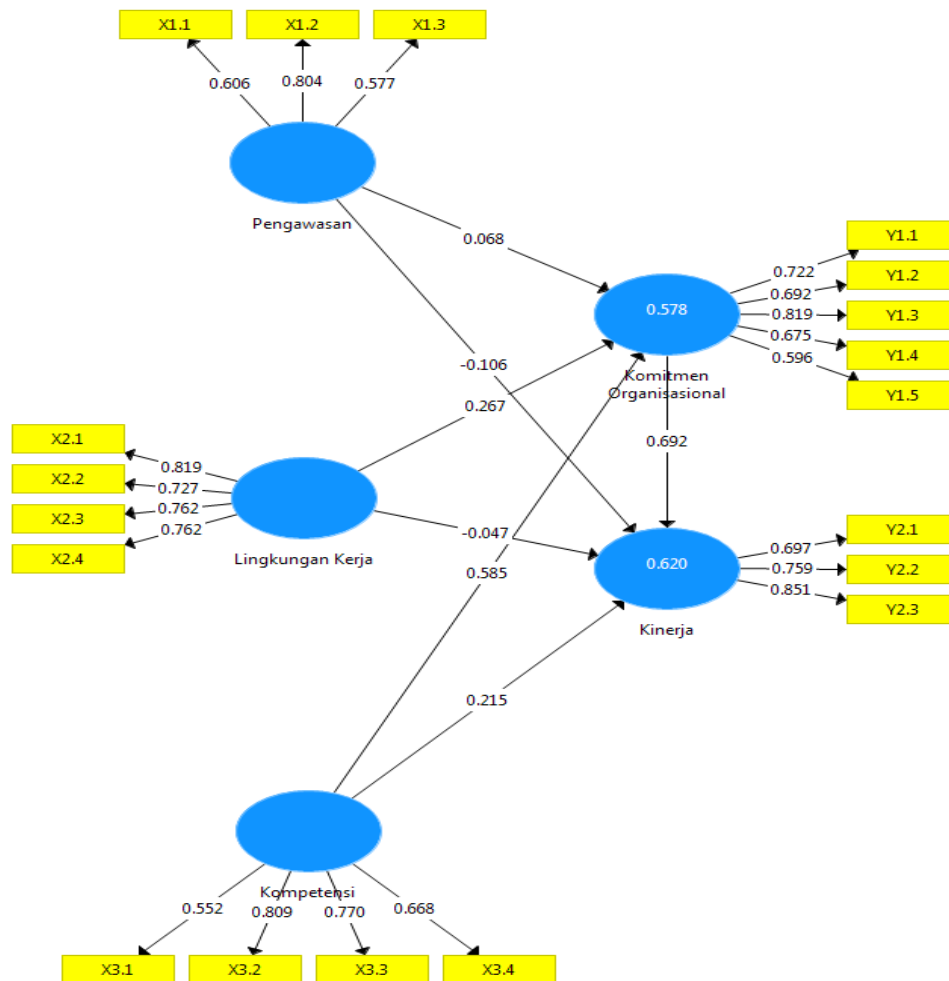 X1.1
X1.2
X1.3
0.606
0.804
0.577
Pengawasan
0.068
-0.106
Y1.1
Y1.2
Y1.3
Y1.4
Y1.5
0.722
0.692
0.819
0.675
0.596
0.578
Komitmen
Organisasional
0.267
0.692
X2.1
X2.2
X2.3
X2.4
0.819
0.727
0.762
0.762
Lingkungan Kerja
-0.047
0.585
0.620
Kinerja
0.697
0.759
0.851
Y2.1
Y2.2
Y2.3
0.215
Kompetensi
0.552
0.809
0.770
0.668
X3.1
X3.2
X3.3
X3.4